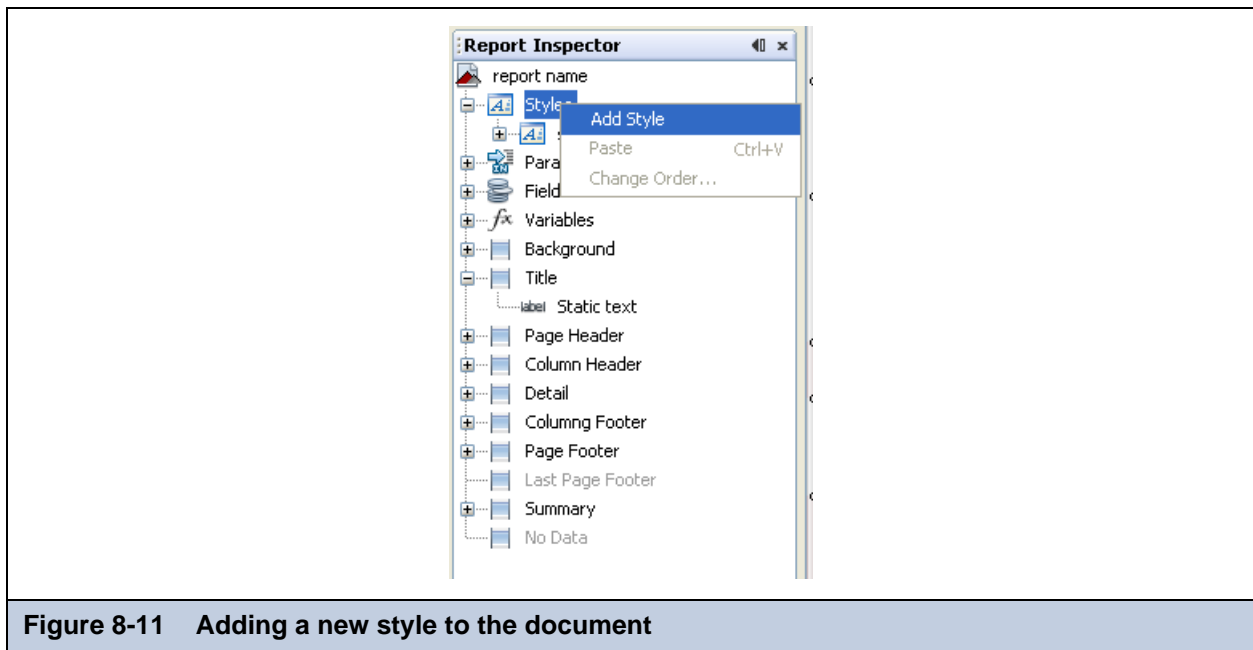 Report Inspector
report name
Styles
Add Style
Paste Ctrl+V
Change Order...
Para
Field
Variables
Background
Title
label Static text
Page Header
Column Header
Detail
Columng Footer
Page Footer
Last Page Footer
Summary
No Data
Figure 8-11 Adding a new style to the document